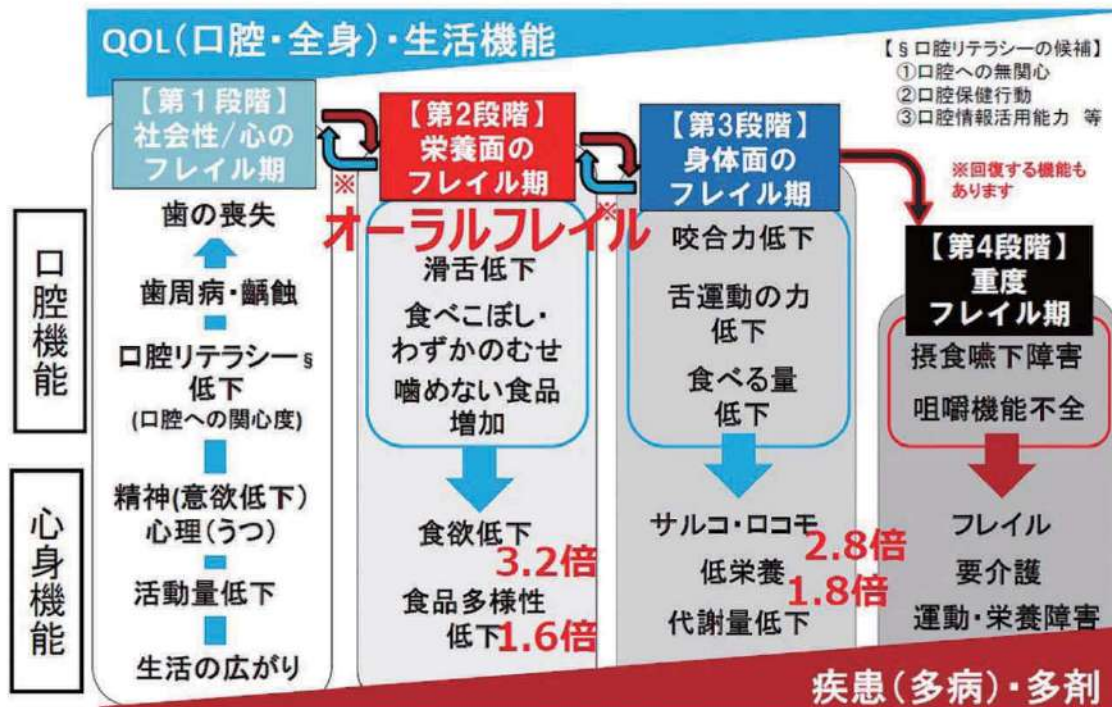 QOL(口腔・全身)・生活機能
【§口腔リテラシーの候補】
①口腔への無関心
②口腔保健行動
③口腔情報活用能力 等
【第1段階】
社会性/心の
フレイル期
【第2段階】
栄養面の
フレイル期
【第3段階】
身体面の
フレイル期
※回復する機能も
あります
【第4段階】
重度
フレイル期
※
※
オーラルフレイル
口腔機能
歯の喪失
歯周病・齲蝕
口腔リテラシー§
低下
(口腔への関心度)
滑舌低下
食べこぼし・
わずかのむせ
噛めない食品
増加
咬合力低下
舌運動の力
低下
食べる量
低下
摂食嚥下障害
咀嚼機能不全
心身機能
精神(意欲低下)
心理(うつ)
活動量低下
生活の広がり
食欲低下
3.2倍
食品多様性
低下1.6倍
サルコ・ロコモ
2.8倍
低栄養
1.8倍
代謝量低下
フレイル
要介護
運動・栄養障害
疾患(多病)・多剤